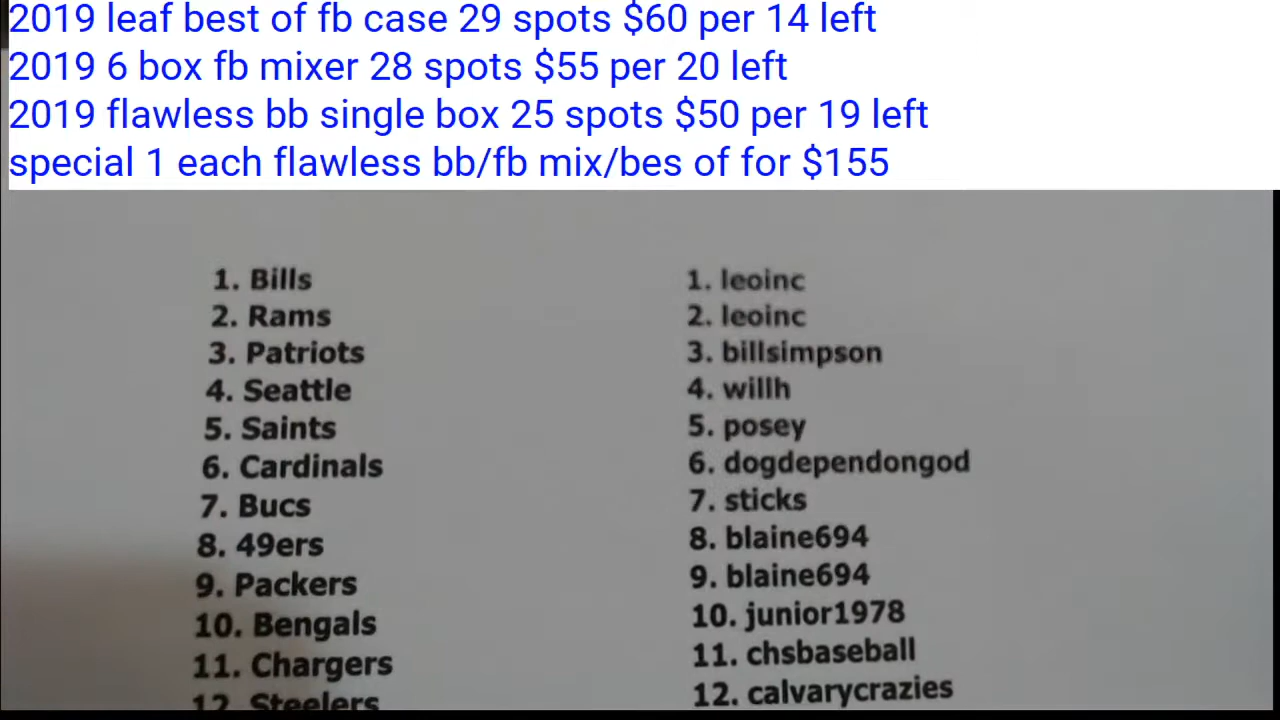 2019 leaf best of fb case 29 spots $60 per 14 left
2019 6 box fb mixer 28 spots $55 per 20 left
2019 flawless bb single box 25 spots $50 per 19 left
special 1 each flawless bb/fb mix/bes of for $155
1. Bills 1. leoinc
2. Rams 2. leoinc
3. Patriots 3. billsimpson
4. Seattle 4. willh
5. Saints 5. posey
6. Cardinals 6. dogdependongod
7. Bucs 7. sticks
8. 49ers 8. blaine694
9. Packers 9. blaine694
10. Bengals 10. junior1978
11. Chargers 11. chsbaseball
12. Steelers 12. calvarycrazies